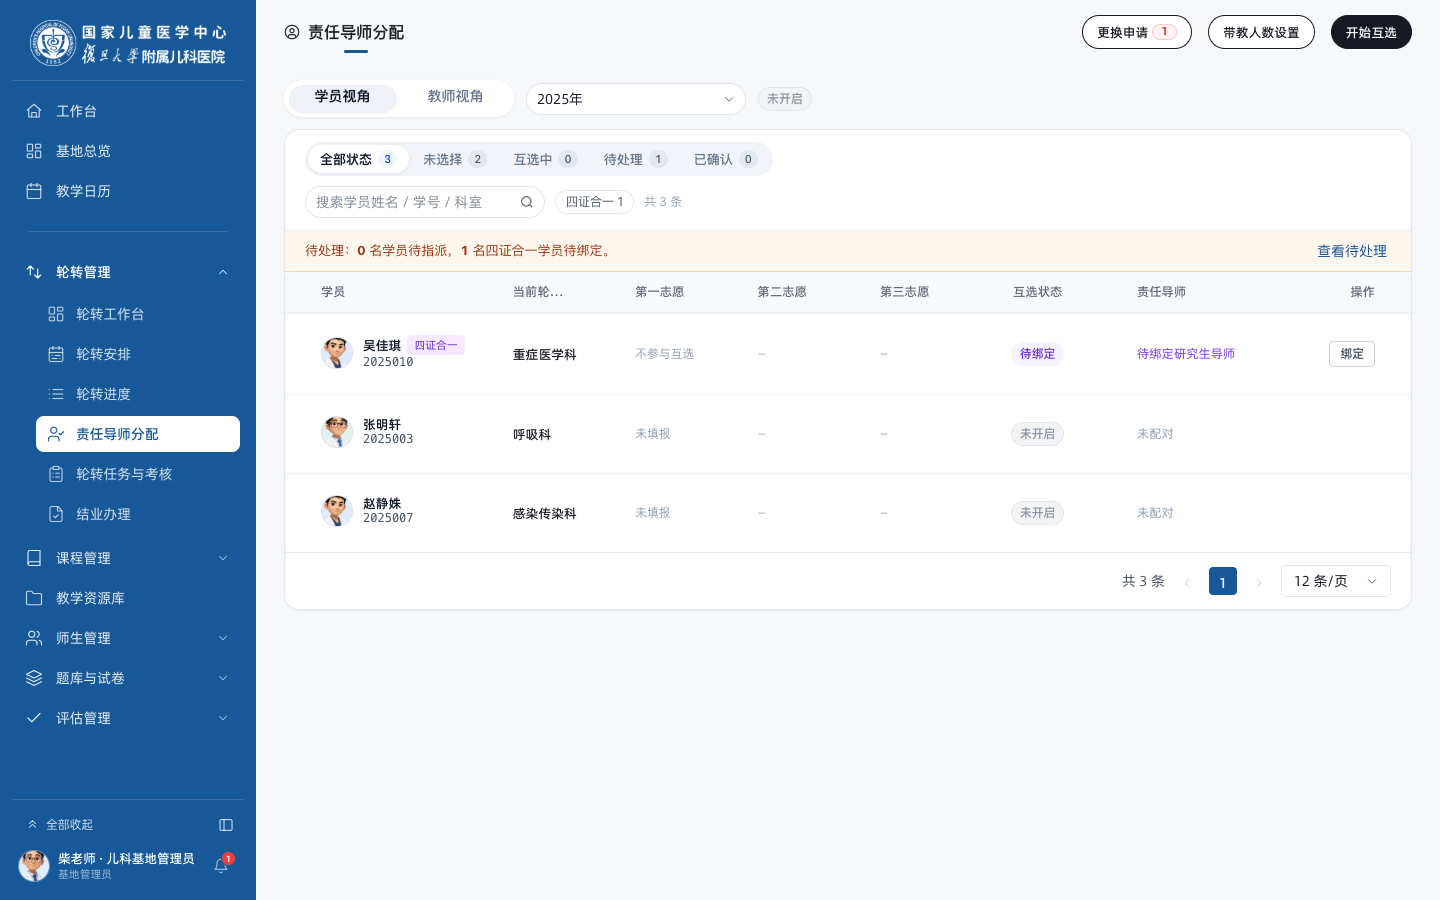 国家儿童医学中心
復旦大学附属儿科医院
工作台
基地总览
教学日历
轮转管理
轮转工作台
轮转安排
轮转进度
责任导师分配
轮转任务与考核
结业办理
课程管理
教学资源库
师生管理
题库与试卷
评估管理
全部收起
柴老师 · 儿科基地管理员
基地管理员
1
责任导师分配
更换申请 1
带教人数设置
开始互选
学员视角
教师视角
2025年
未开启
全部状态 3
未选择 2
互选中 0
待处理 1
已确认 0
搜索学员姓名 / 学号 / 科室
四证合一 1
共 3 条
待处理：0 名学员待指派，1 名四证合一学员待绑定。
查看待处理
学员 当前轮... 第一志愿 第二志愿 第三志愿 互选状态 责任导师 操作
吴佳琪 四证合一
2025010
重症医学科 不参与互选 – – 待绑定 待绑定研究生导师 绑定
张明轩
2025003
呼吸科 未填报 – – 未开启 未配对
赵静姝
2025007
感染传染科 未填报 – – 未开启 未配对
共 3 条
1
12 条/页